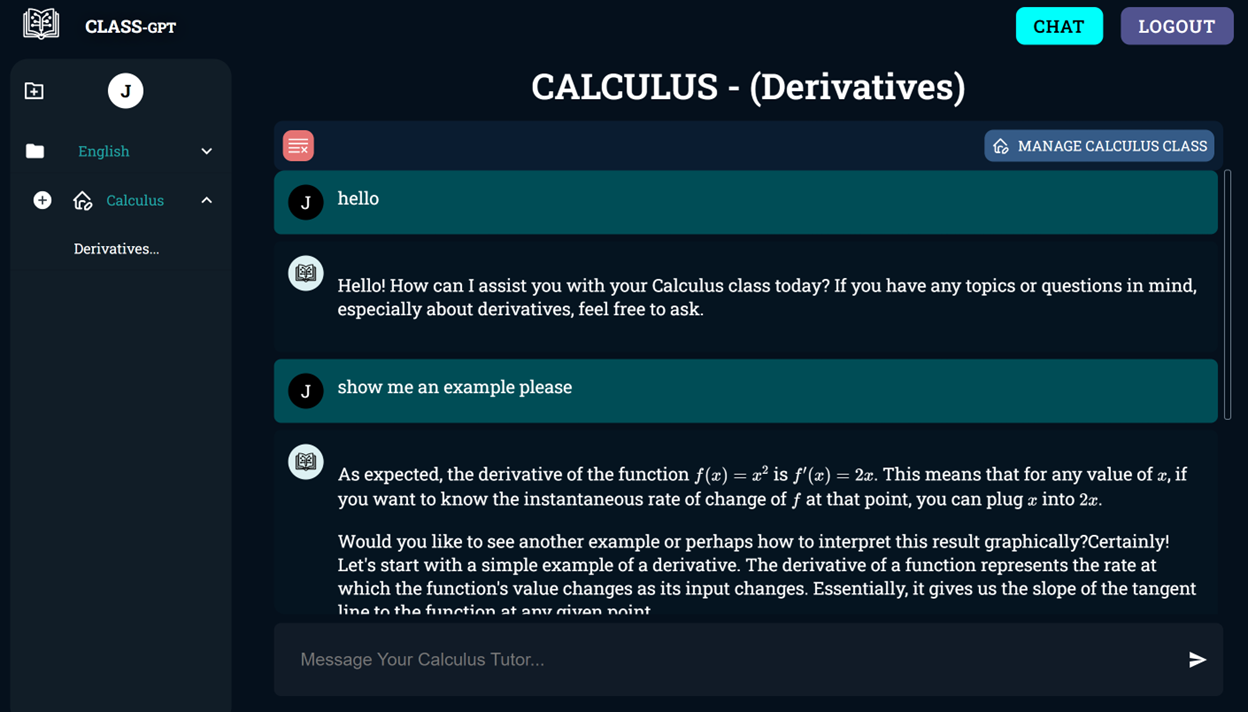 CLASS-GPT
CHAT
LOGOUT
J
English
Calculus
Derivatives...
CALCULUS - (Derivatives)
MANAGE CALCULUS CLASS
J
hello
Hello! How can I assist you with your Calculus class today? If you have any topics or questions in mind,
especially about derivatives, feel free to ask.
J
show me an example please
As expected, the derivative of the function f(x) = x² is f′(x) = 2x. This means that for any value of x, if
you want to know the instantaneous rate of change of f at that point, you can plug x into 2x.
Would you like to see another example or perhaps how to interpret this result graphically?Certainly!
Let's start with a simple example of a derivative. The derivative of a function represents the rate at
which the function's value changes as its input changes. Essentially, it gives us the slope of the tangent
line to the function at any given point.
Message Your Calculus Tutor...